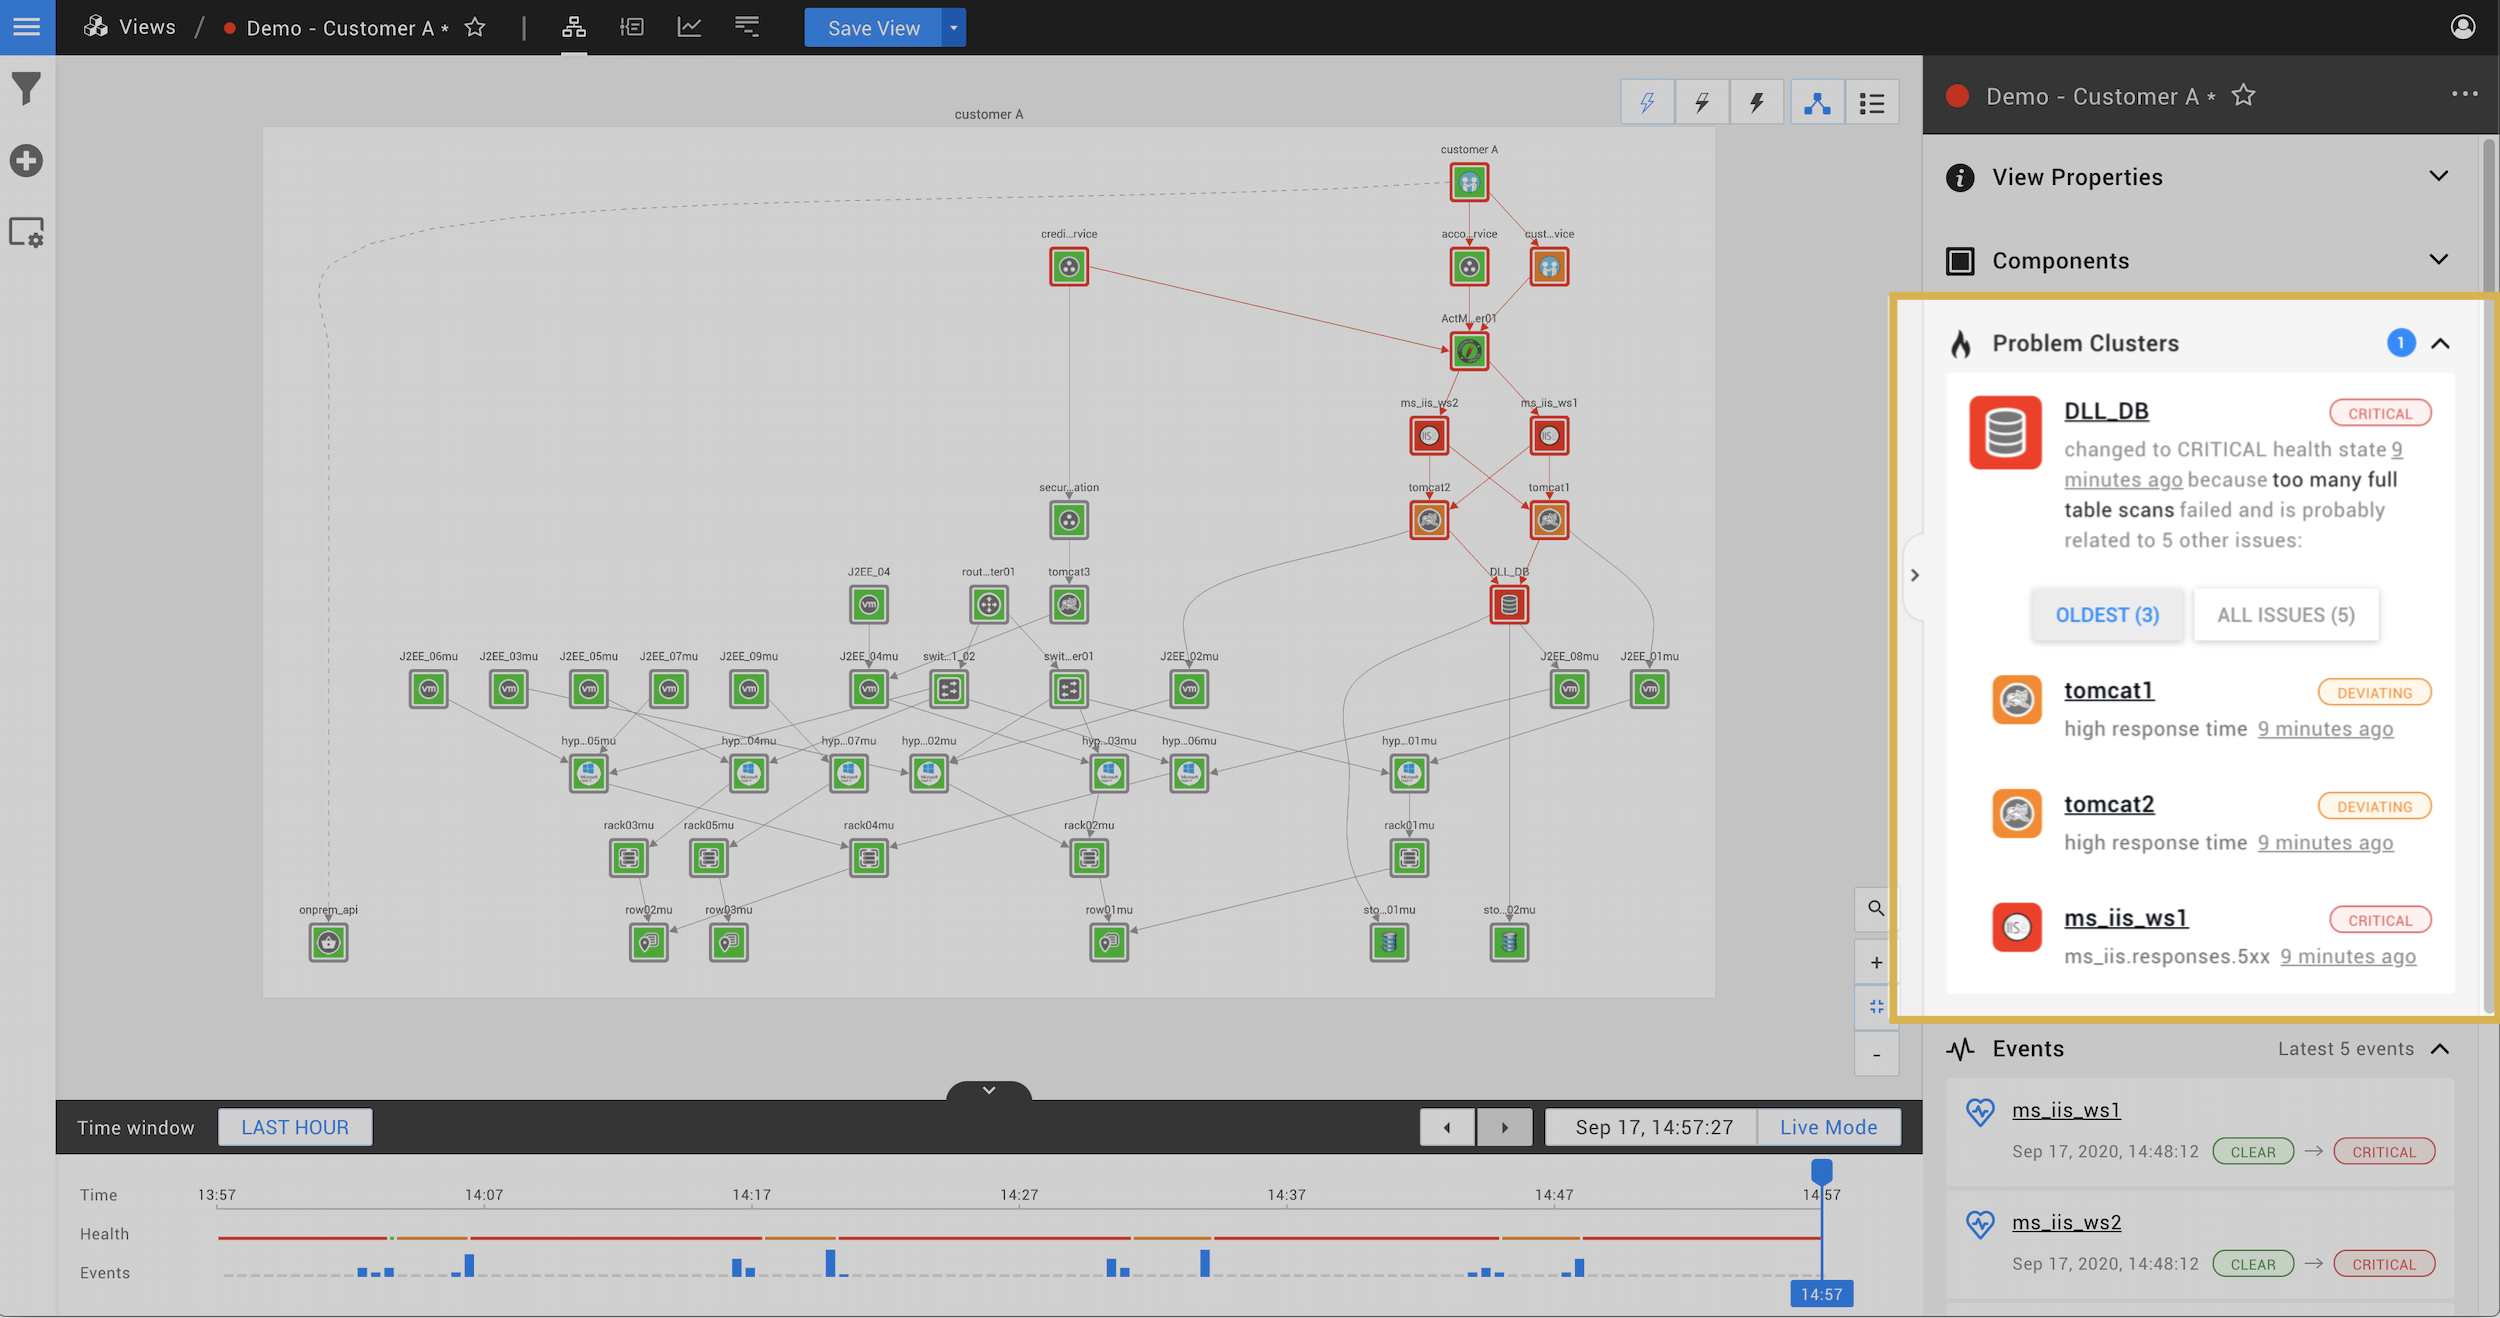 Views / Demo - Customer A * Save View
Demo - Customer A *
customer A
customer A
credi...rvice acco...rvice cust...vice
ActM...er01
ms_iis_ws2 ms_iis_ws1
secur...ation tomcat2 tomcat1
J2EE_04 rout...ter01 tomcat3 DLL_DB
J2EE_06mu J2EE_03mu J2EE_05mu J2EE_07mu J2EE_09mu J2EE_04mu swit...1_02 swit...er01 J2EE_02mu J2EE_08mu J2EE_01mu
hyp...05mu hyp...04mu hyp...07mu hyp...02mu hyp...03mu hyp...06mu hyp...01mu
rack03mu rack05mu rack04mu rack02mu rack01mu
onprem_api row02mu row03mu row01mu sto...01mu sto...02mu
+
-
View Properties
Components
Problem Clusters 1
DLL_DB CRITICAL
changed to CRITICAL health state 9
minutes ago because too many full
table scans failed and is probably
related to 5 other issues:
OLDEST (3) ALL ISSUES (5)
tomcat1 DEVIATING
high response time 9 minutes ago
tomcat2 DEVIATING
high response time 9 minutes ago
ms_iis_ws1 CRITICAL
ms_iis.responses.5xx 9 minutes ago
Events Latest 5 events
ms_iis_ws1
Sep 17, 2020, 14:48:12 CLEAR → CRITICAL
ms_iis_ws2
Sep 17, 2020, 14:48:12 CLEAR → CRITICAL
Time window LAST HOUR Sep 17, 14:57:27 Live Mode
Time 13:57 14:07 14:17 14:27 14:37 14:47 14:57
Health
Events
14:57